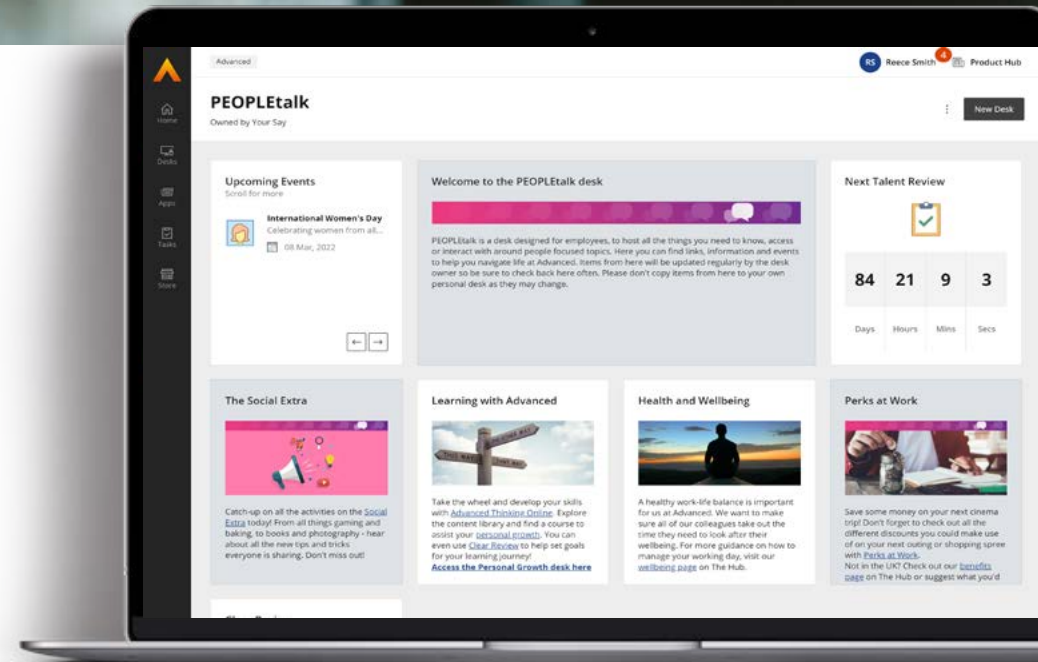 Advanced
RS Reece Smith 4 Product Hub
PEOPLEtalk
Owned by Your Say
New Desk
Home
Desks
Apps
Tasks
Store
Upcoming Events
Scroll for more
International Women's Day
Celebrating women from all...
08 Mar, 2022
Welcome to the PEOPLEtalk desk
PEOPLEtalk is a desk designed for employees, to host all the things you need to know, access
or interact with around people focused topics. Here you can find links, information and events
to help you navigate life at Advanced. Items from here will be updated regularly by the desk
owner so be sure to check back here often. Please don't copy items from here to your own
personal desk as they may change.
Next Talent Review
84 21 9 3
Days Hours Mins Secs
The Social Extra
Catch-up on all the activities on the Social
Extra today! From all things gaming and
baking, to books and photography - hear
about all the new tips and tricks
everyone is sharing. Don't miss out!
Learning with Advanced
THIS WAY
THAT WAY
Take the wheel and develop your skills
with Advanced Thinking Online. Explore
the content library and find a course to
assist your personal growth. You can
even use Clear Review to help set goals
for your learning journey!
Access the Personal Growth desk here
Health and Wellbeing
A healthy work-life balance is important
for us at Advanced. We want to make
sure all of our colleagues take out the
time they need to look after their
wellbeing. For more guidance on how to
manage your working day, visit our
wellbeing page on The Hub.
Perks at Work
Save some money on your next cinema
trip! Don't forget to check out all the
different discounts you could make use
of on your next outing or shopping spree
with Perks at Work.
Not in the UK? Check out our benefits
page on The Hub or suggest what you'd